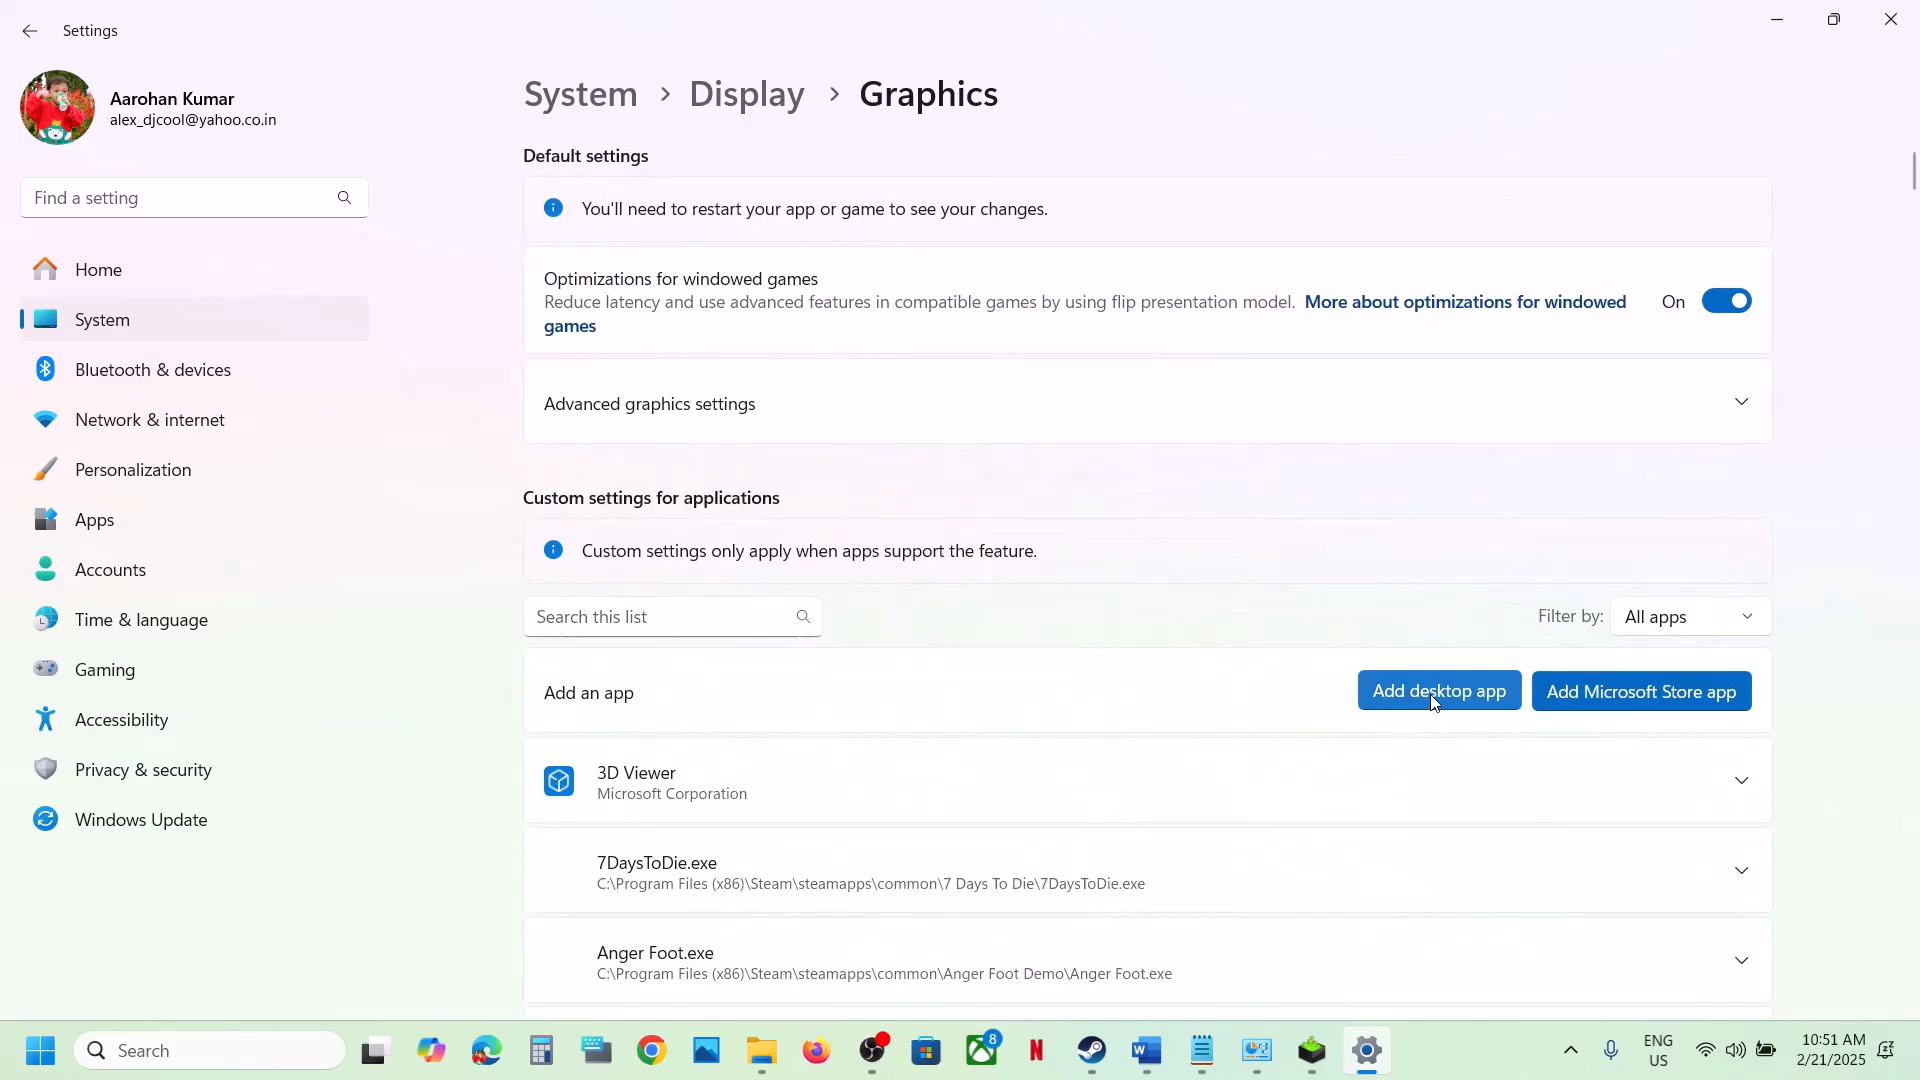 Settings
Aarohan Kumar
alex_djcool@yahoo.co.in
Find a setting
Home
System
Bluetooth & devices
Network & internet
Personalization
Apps
Accounts
Time & language
Gaming
Accessibility
Privacy & security
Windows Update
System > Display > Graphics
Default settings
You'll need to restart your app or game to see your changes.
Optimizations for windowed games
Reduce latency and use advanced features in compatible games by using flip presentation model. More about optimizations for windowed
games
On
Advanced graphics settings
Custom settings for applications
Custom settings only apply when apps support the feature.
Search this list
Filter by: All apps
Add an app
Add desktop app
Add Microsoft Store app
3D Viewer
Microsoft Corporation
7DaysToDie.exe
C:\Program Files (x86)\Steam\steamapps\common\7 Days To Die\7DaysToDie.exe
Anger Foot.exe
C:\Program Files (x86)\Steam\steamapps\common\Anger Foot Demo\Anger Foot.exe
Search
8
ENG
US
10:51 AM
2/21/2025